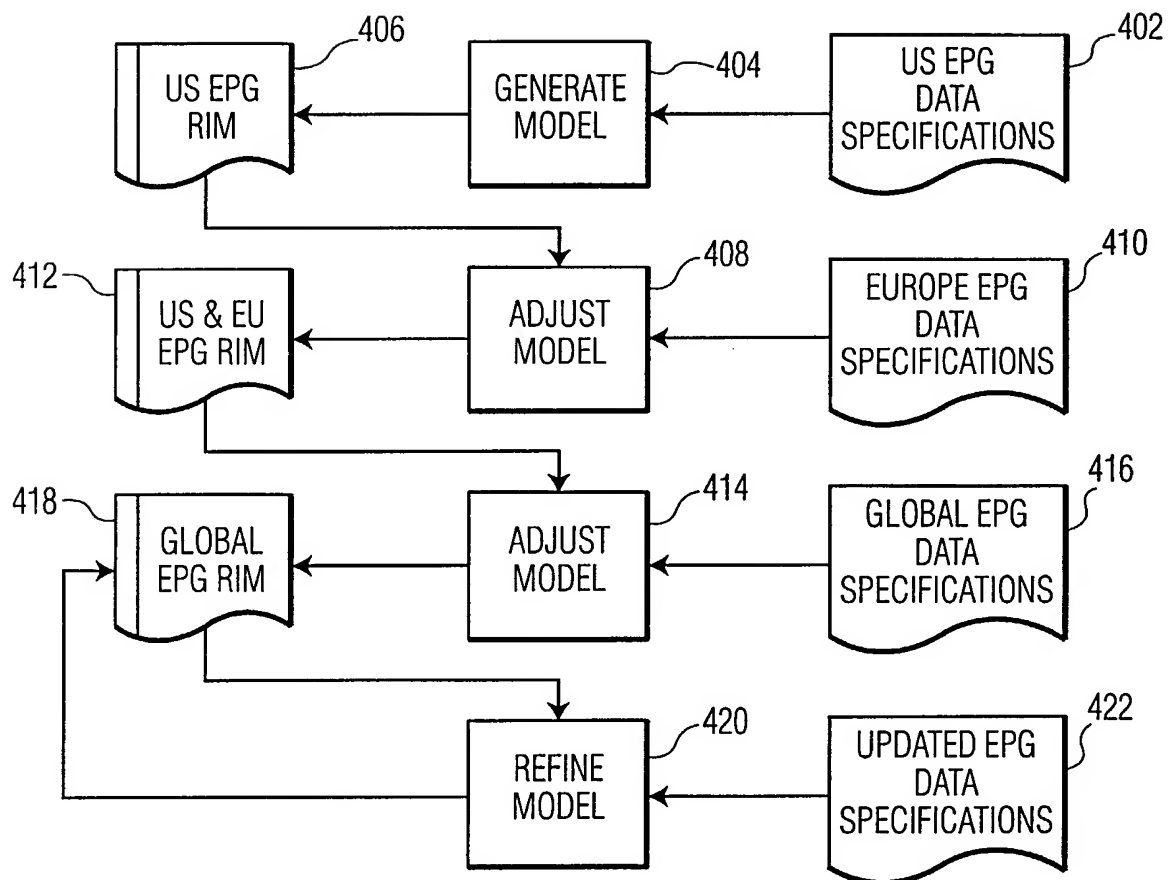 406
US EPG
RIM
GENERATE
MODEL
404
US EPG
DATA
SPECIFICATIONS
402
412
US & EU
EPG RIM
ADJUST
MODEL
408
EUROPE EPG
DATA
SPECIFICATIONS
410
418
GLOBAL
EPG RIM
ADJUST
MODEL
414
GLOBAL EPG
DATA
SPECIFICATIONS
416
REFINE
MODEL
420
UPDATED EPG
DATA
SPECIFICATIONS
422